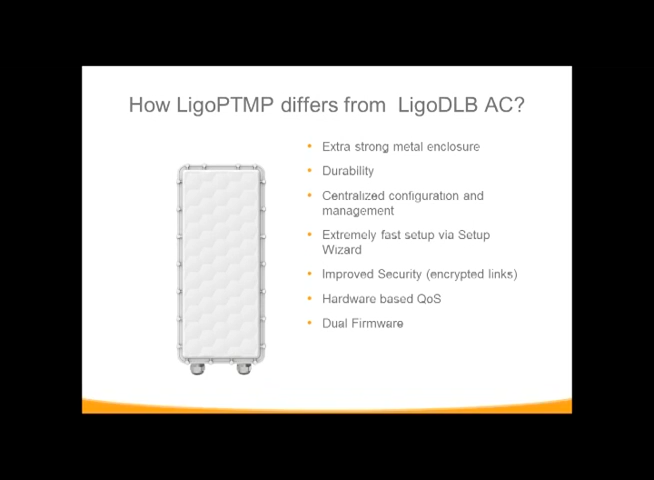 How LigoPTMP differs from LigoDLB AC?
• Extra strong metal enclosure
• Durability
• Centralized configuration and
management
• Extremely fast setup via Setup
Wizard
• Improved Security (encrypted links)
• Hardware based QoS
• Dual Firmware